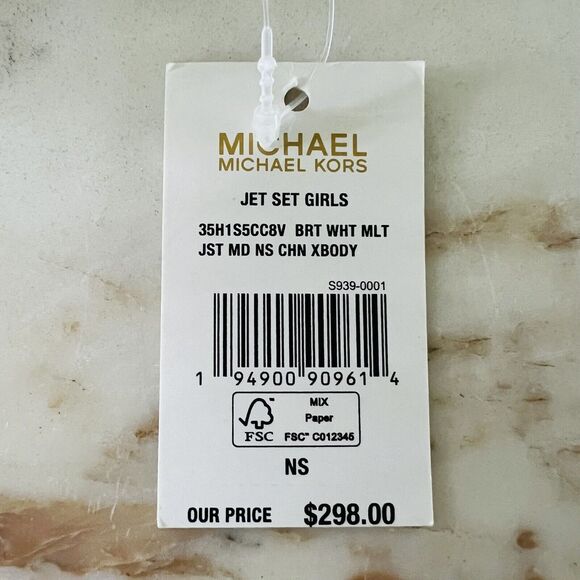 MICHAEL
MICHAEL KORS
JET SET GIRLS
35H1S5CC8V BRT WHT MLT
JST MD NS CHN XBODY
S939-0001
1 94900 90961 4
FSC
MIX
Paper
FSC™ C012345
NS
OUR PRICE $298.00